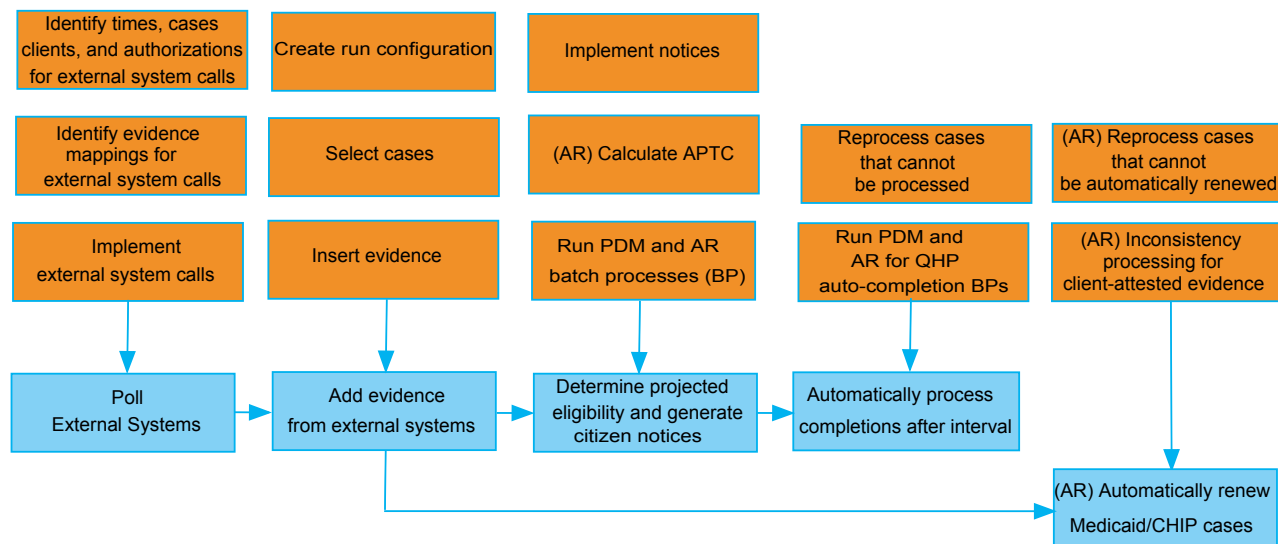 Identify times, cases
clients, and authorizations
for external system calls
Create run configuration
Implement notices
Identify evidence
mappings for
external system calls
Select cases
(AR) Calculate APTC
Reprocess cases
that cannot
be processed
(AR) Reprocess cases
that cannot
be automatically renewed
Implement
external system calls
Insert evidence
Run PDM and AR
batch processes (BP)
Run PDM and
AR for QHP
auto-completion BPs
(AR) Inconsistency
processing for
client-attested evidence
Poll
External Systems
Add evidence
from external systems
Determine projected
eligibility and generate
citizen notices
Automatically process
completions after interval
(AR) Automatically renew
Medicaid/CHIP cases